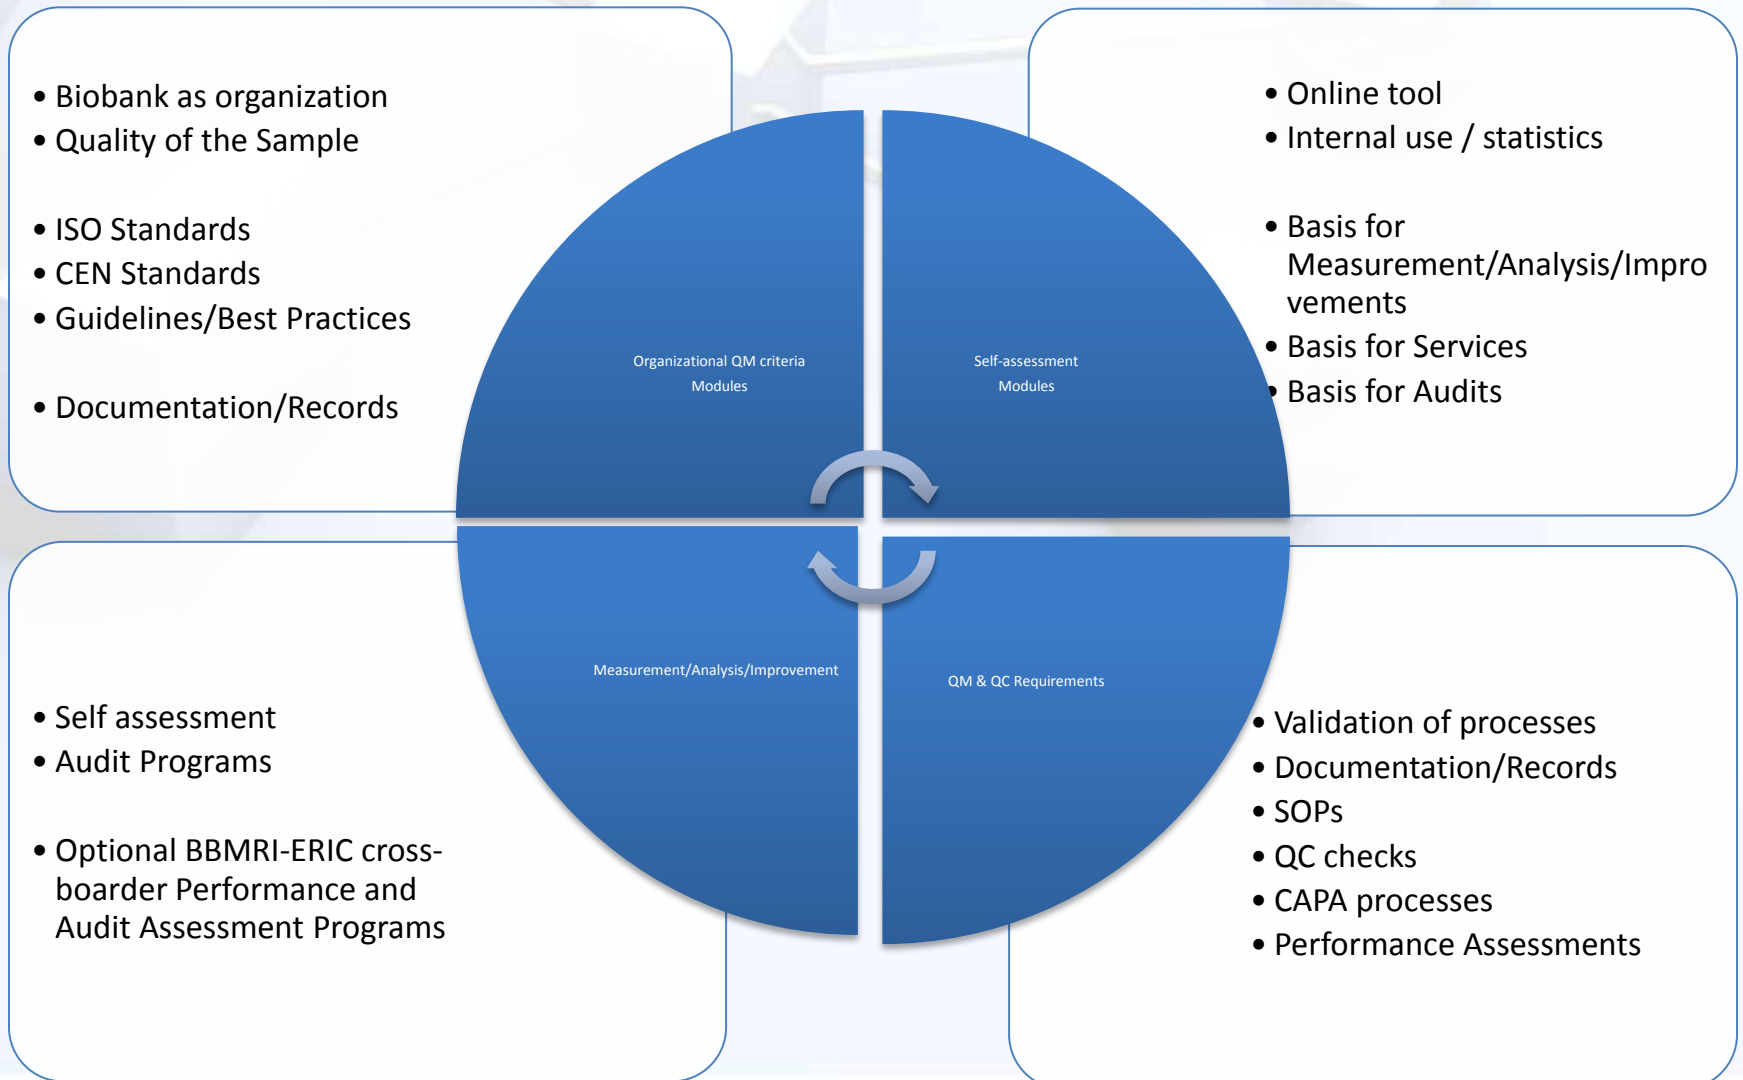 • Biobank as organization
• Quality of the Sample
• ISO Standards
• CEN Standards
• Guidelines/Best Practices
• Documentation/Records
Organizational QM criteria
Modules
• Online tool
• Internal use / statistics
• Basis for
Measurement/Analysis/Impro
vements
• Basis for Services
• Basis for Audits
Self-assessment
Modules
• Self assessment
• Audit Programs
• Optional BBMRI-ERIC cross-
boarder Performance and
Audit Assessment Programs
Measurement/Analysis/Improvement
QM & QC Requirements
• Validation of processes
• Documentation/Records
• SOPs
• QC checks
• CAPA processes
• Performance Assessments